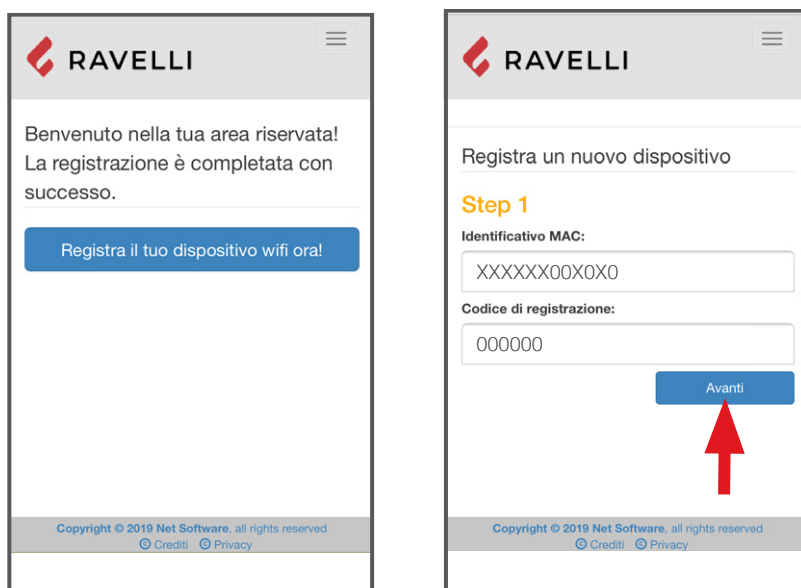 RAVELLI
Benvenuto nella tua area riservata!
La registrazione è completata con
successo.
Registra il tuo dispositivo wifi ora!
Copyright © 2019 Net Software, all rights reserved
© Crediti © Privacy
RAVELLI
Registra un nuovo dispositivo
Step 1
Identificativo MAC:
XXXXXX00X0X0
Codice di registrazione:
000000
Avanti
Copyright © 2019 Net Software, all rights reserved
© Crediti © Privacy